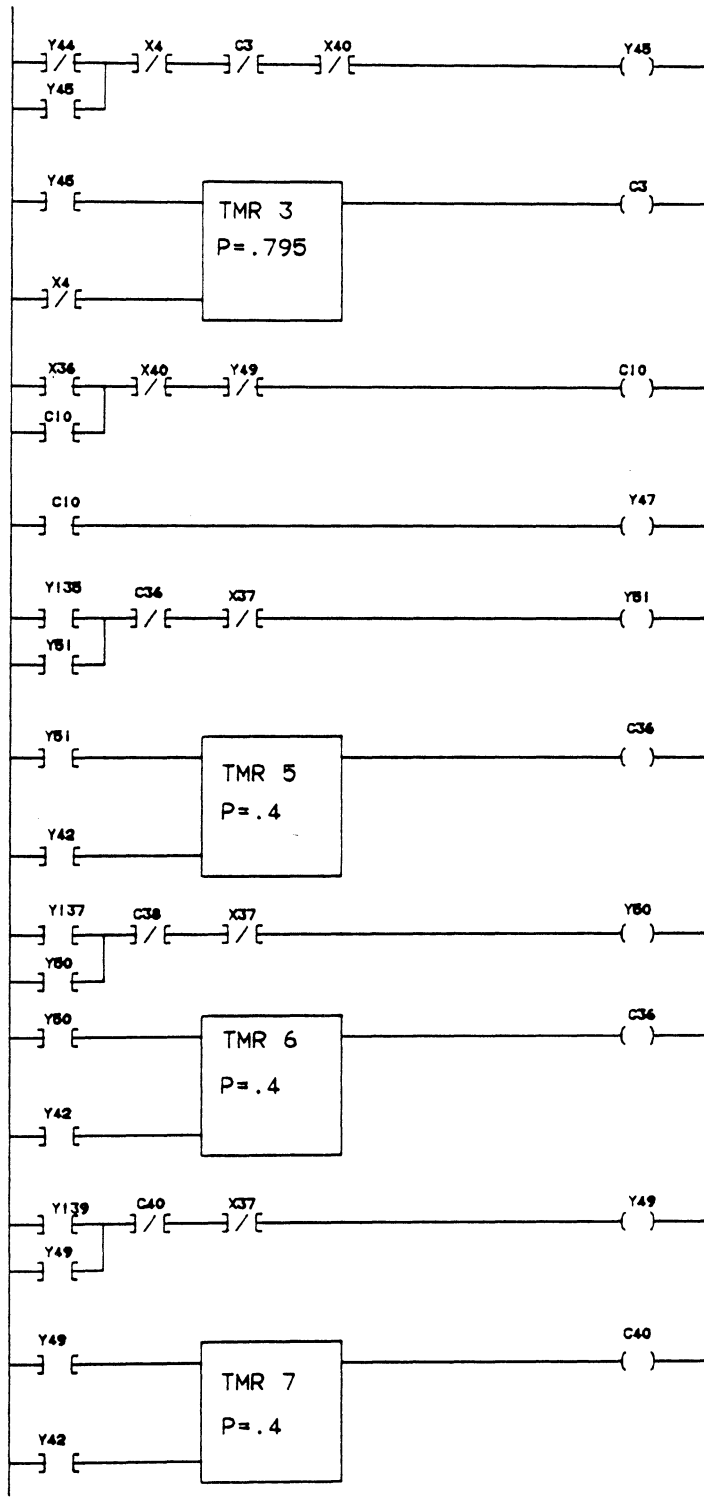 Y44 X4 C3 X40 Y45
Y45
Y45 C3
TMR 3
P=.795
X4
X36 X40 Y49 C10
C10
C10 Y47
Y135 C36 X37 Y51
Y51
Y51 C36
TMR 5
P=.4
Y42
Y137 C38 X37 Y50
Y50
Y50 C36
TMR 6
P=.4
Y42
Y139 C40 X37 Y49
Y49
Y49 C40
TMR 7
P=.4
Y42